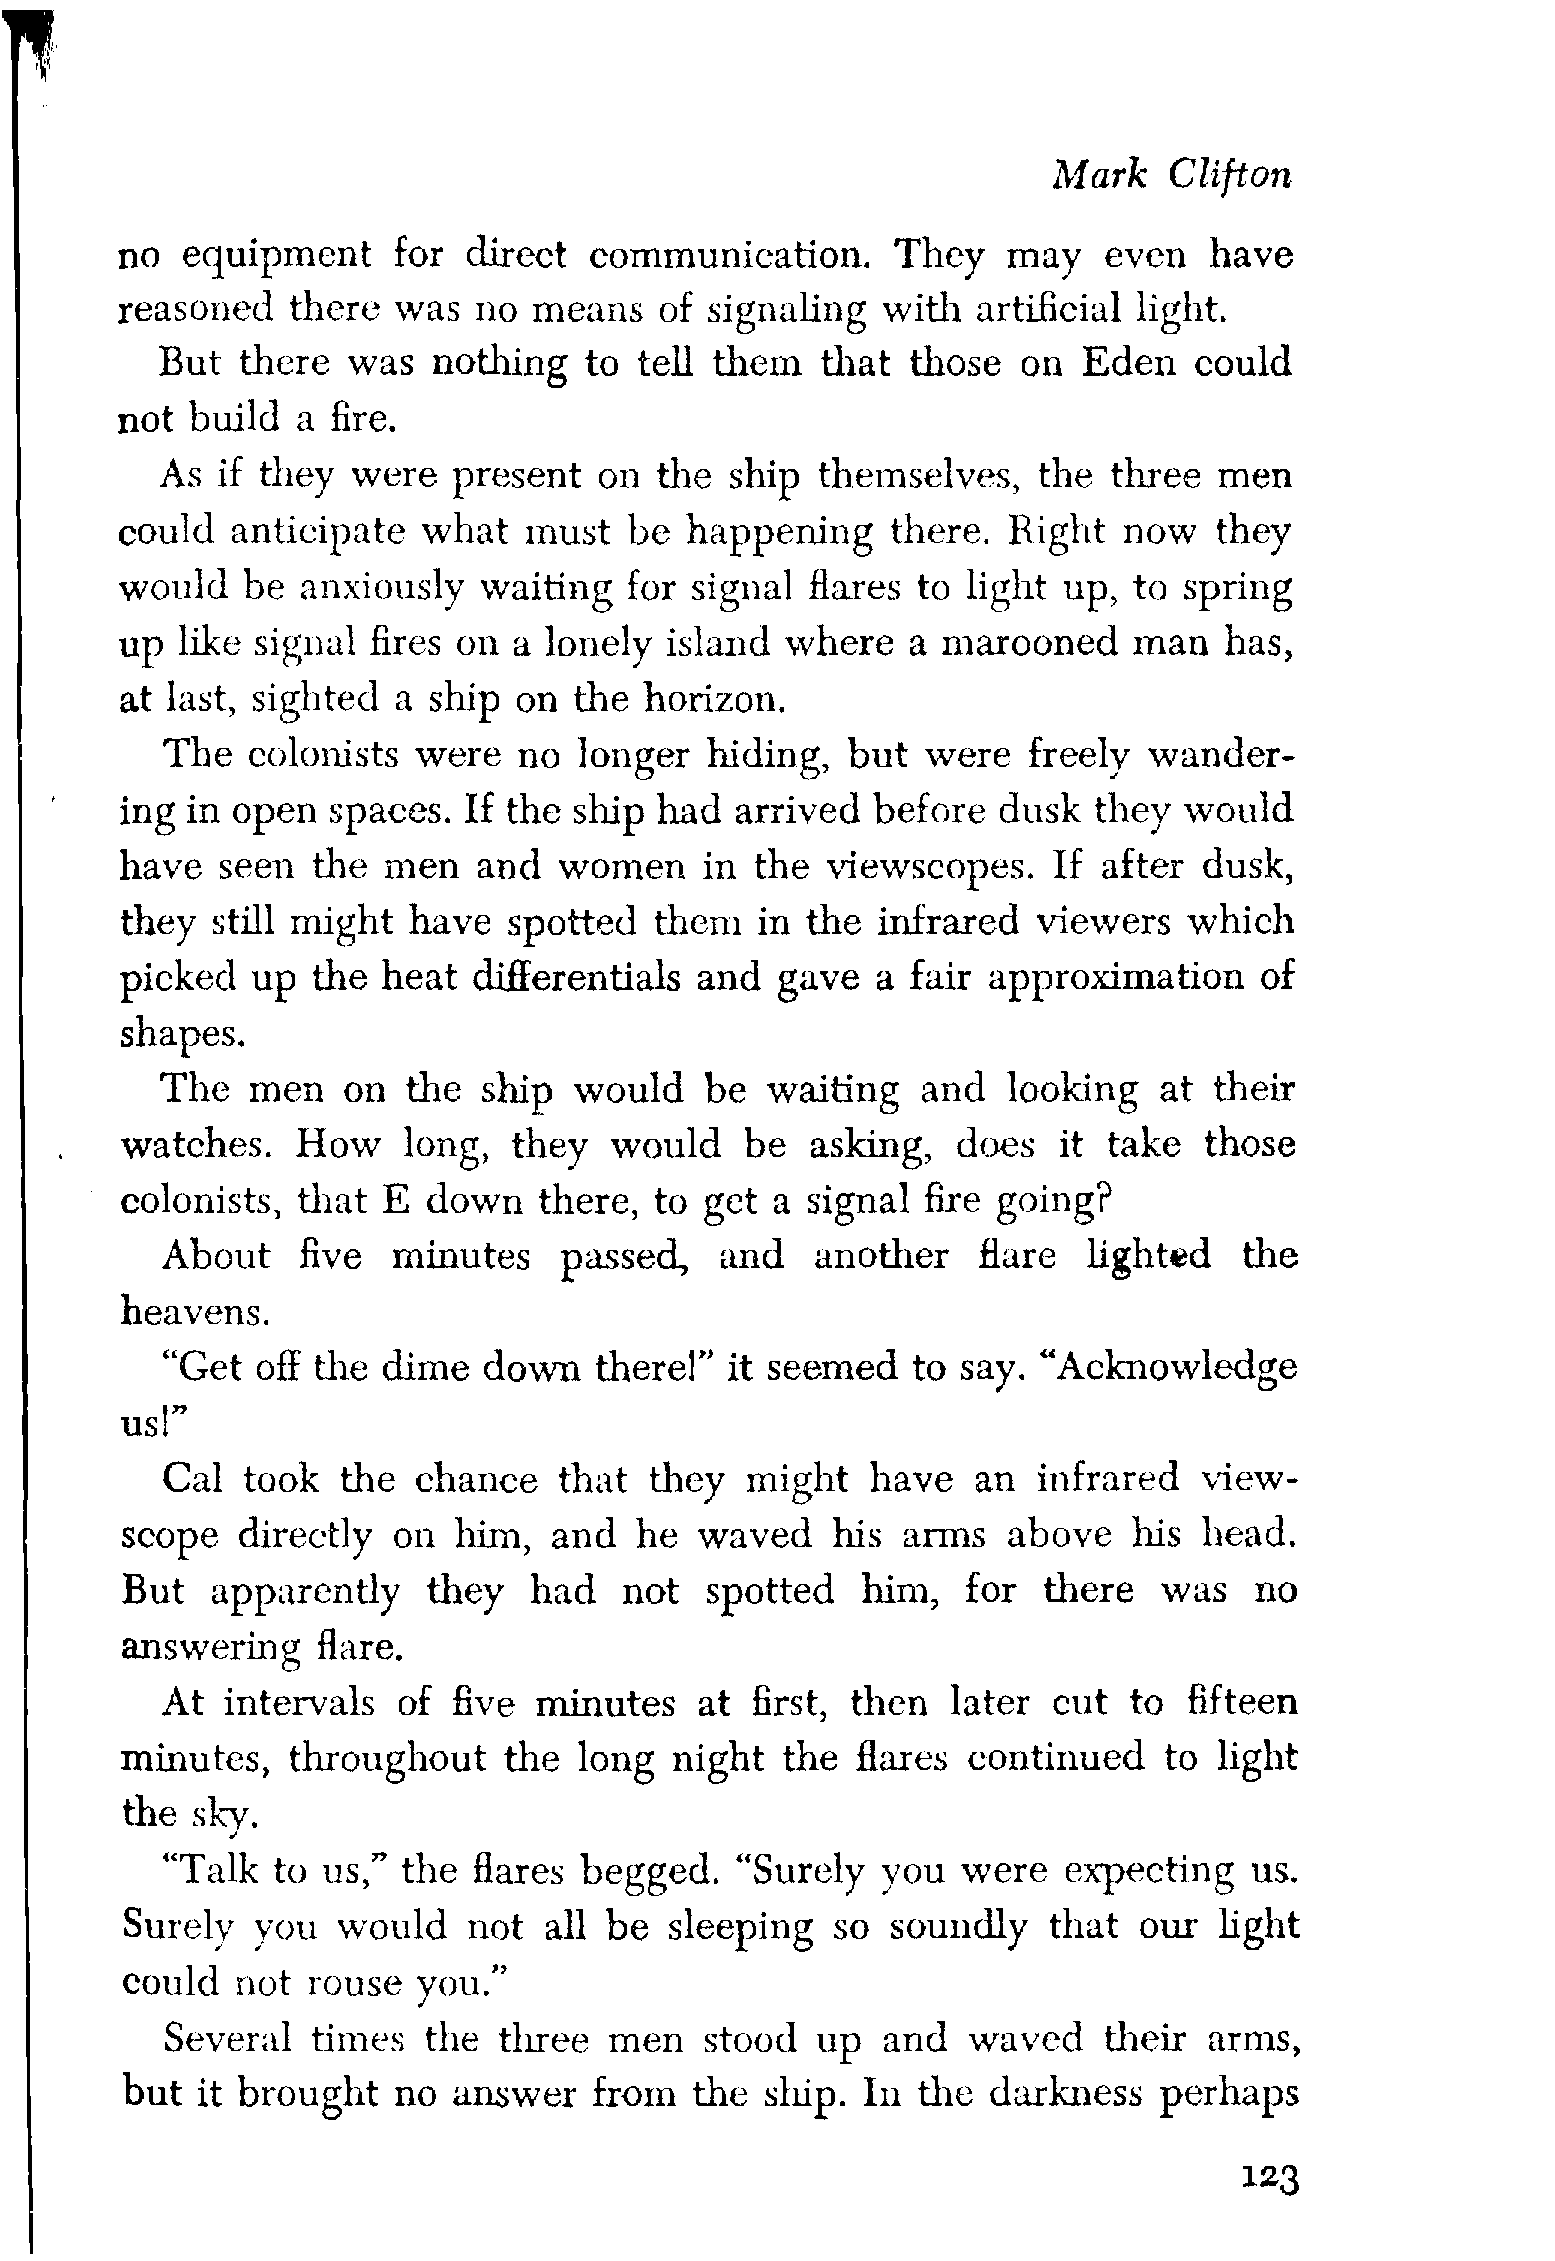 Mark Clifton
no equipment for direct communication. They may even have
reasoned there was no means of signaling with artificial light.
But there was nothing to tell them that those on Eden could
not build a fire.
As if they were present on the ship themselves, the three men
could anticipate what must be happening there. Right now they
would be anxiously waiting for signal flares to light up, to spring
up like signal fires on a lonely island where a marooned man has,
at last, sighted a ship on the horizon.
The colonists were no longer hiding, but were freely wander-
ing in open spaces. If the ship had arrived before dusk they would
have seen the men and women in the viewscopes. If after dusk,
they still might have spotted them in the infrared viewers which
picked up the heat differentials and gave a fair approximation of
shapes.
The men on the ship would be waiting and looking at their
watches. How long, they would be asking, does it take those
colonists, that E down there, to get a signal fire going?
About five minutes passed, and another flare lighted the
heavens.
“Get off the dime down there!” it seemed to say. “Acknowledge
us!”
Cal took the chance that they might have an infrared view-
scope directly on him, and he waved his arms above his head.
But apparently they had not spotted him, for there was no
answering flare.
At intervals of five minutes at first, then later cut to fifteen
minutes, throughout the long night the flares continued to light
the sky.
“Talk to us,” the flares begged. “Surely you were expecting us.
Surely you would not all be sleeping so soundly that our light
could not rouse you.”
Several times the three men stood up and waved their arms,
but it brought no answer from the ship. In the darkness perhaps
123